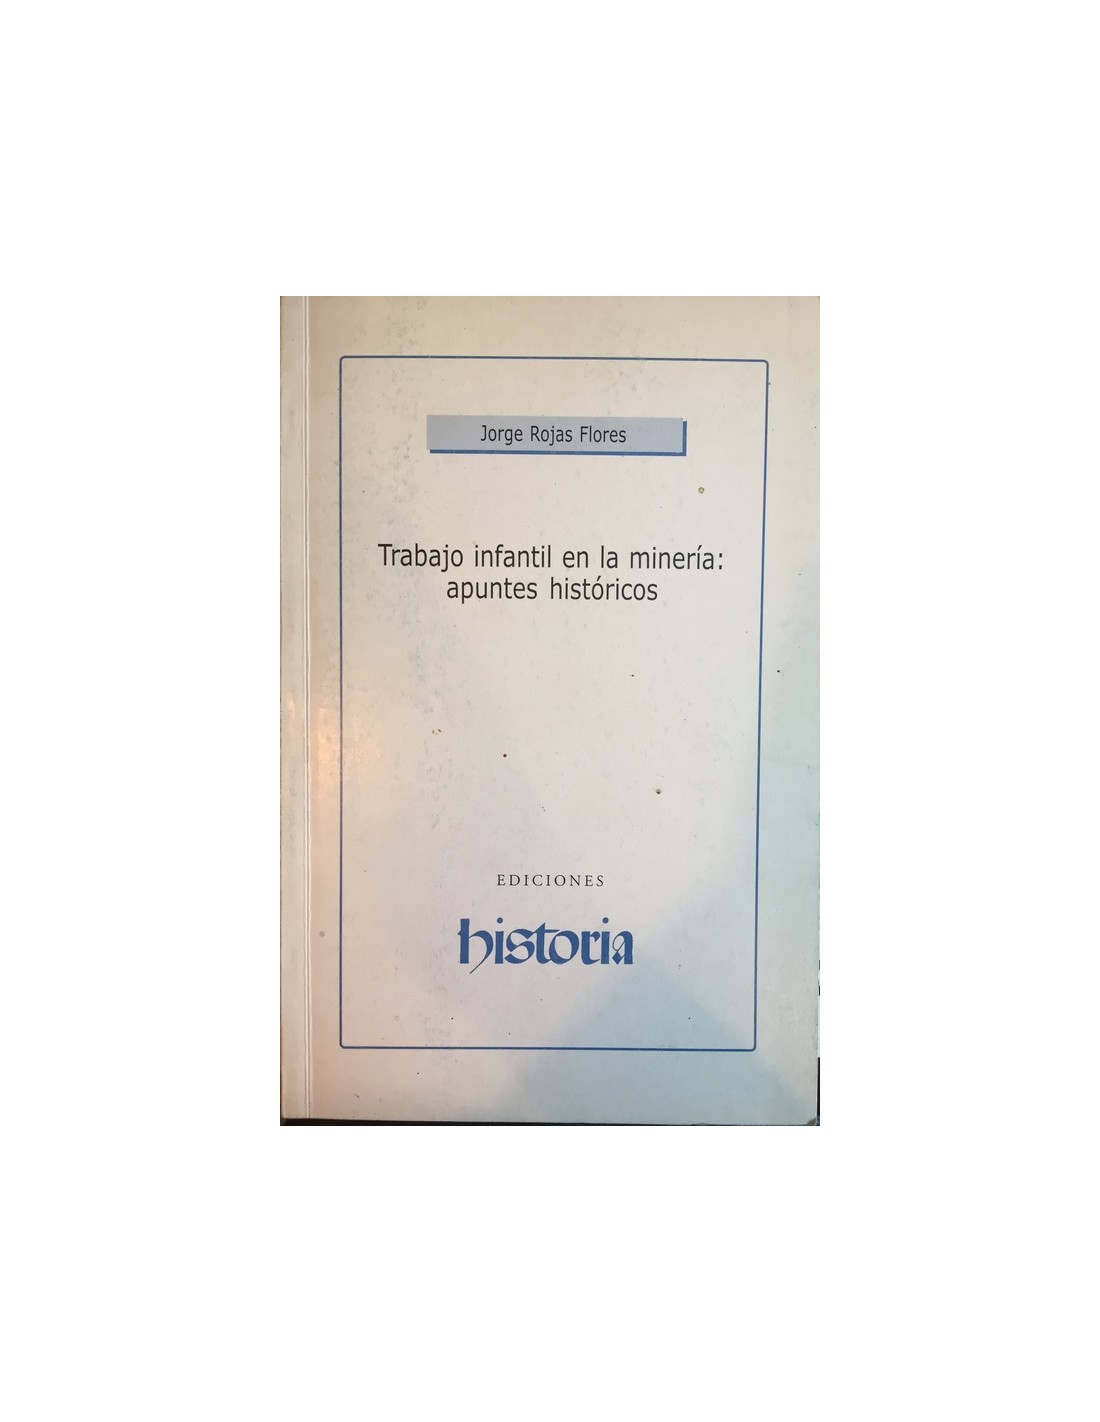 Jorge Rojas Flores
Trabajo infantil en la minería:
apuntes históricos
EDICIONES
historia